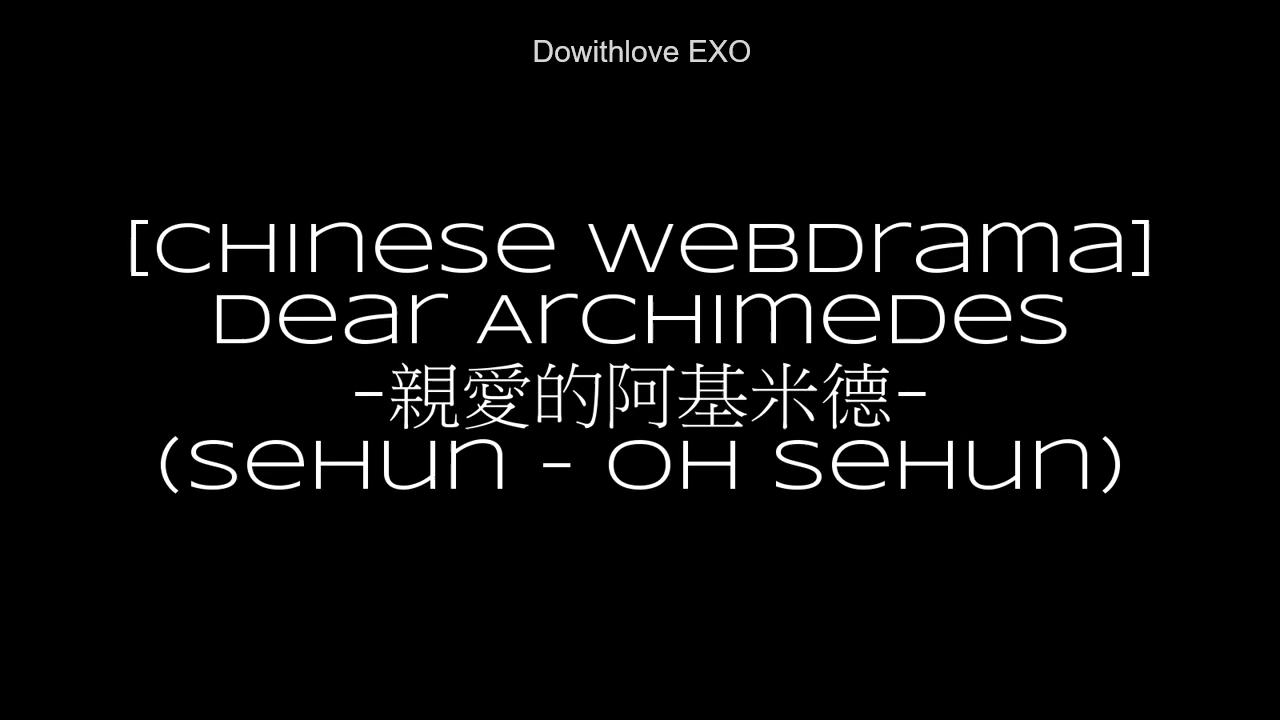 Dowithlove EXO
[Chinese Webdrama]
Dear Archimedes
-親愛的阿基米德-
(Sehun - Oh Sehun)